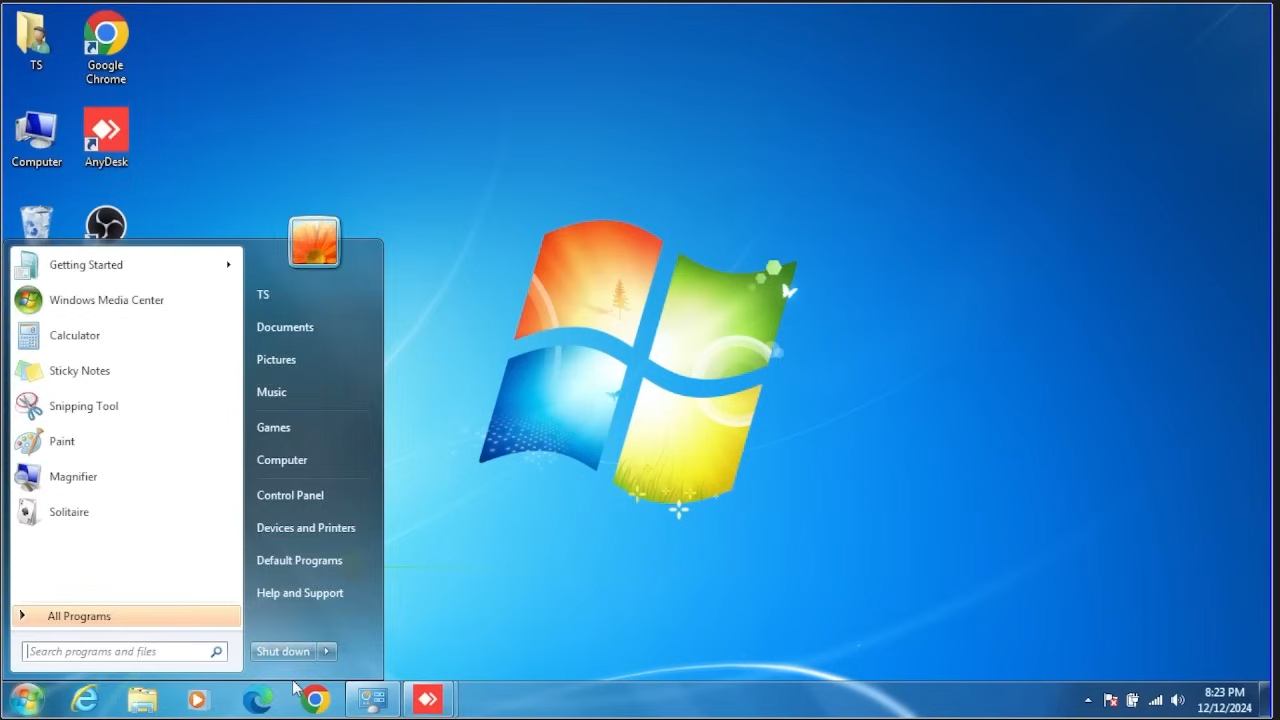 TS
Google
Chrome
Computer
AnyDesk
Getting Started
Windows Media Center
Calculator
Sticky Notes
Snipping Tool
Paint
Magnifier
Solitaire
All Programs
Search programs and files
TS
Documents
Pictures
Music
Games
Computer
Control Panel
Devices and Printers
Default Programs
Help and Support
Shut down
8:23 PM
12/12/2024